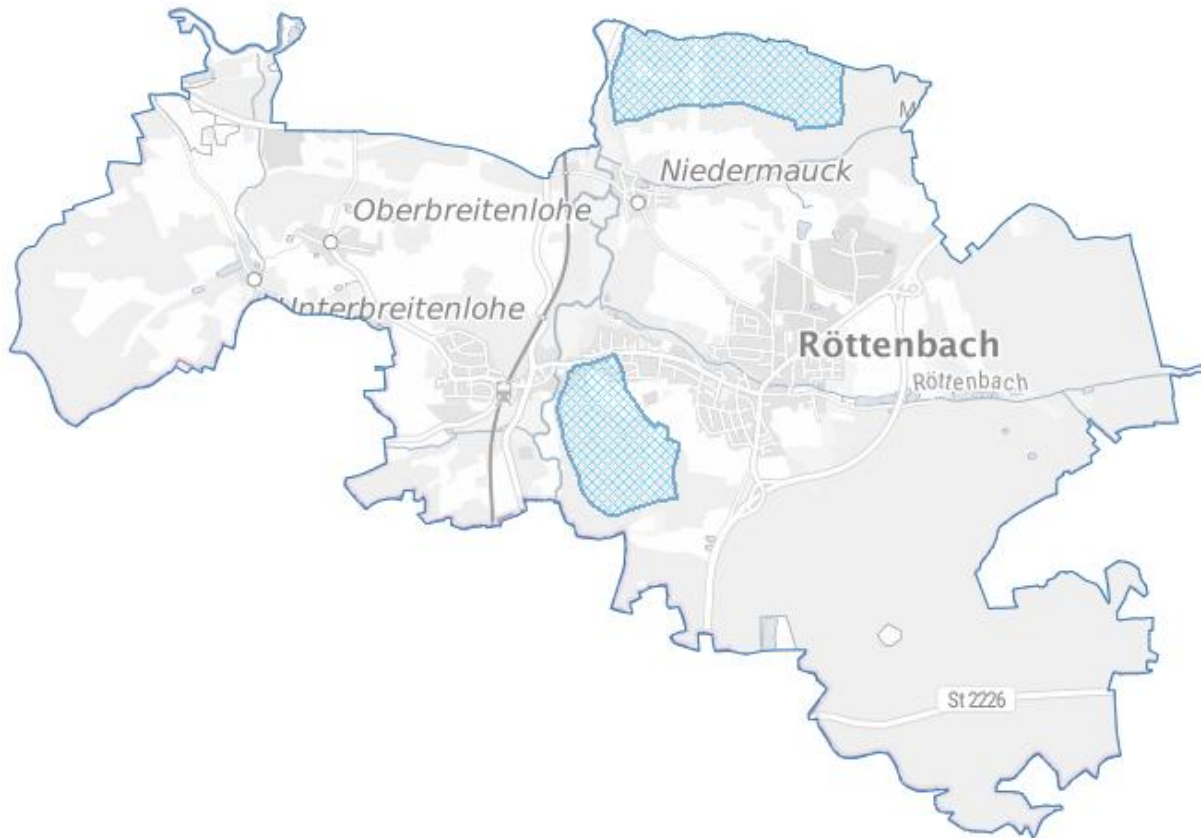 M
Niedermauck
Oberbreitenlohe
Unterbreitenlohe
Röttenbach
Röttenbach
St 2226